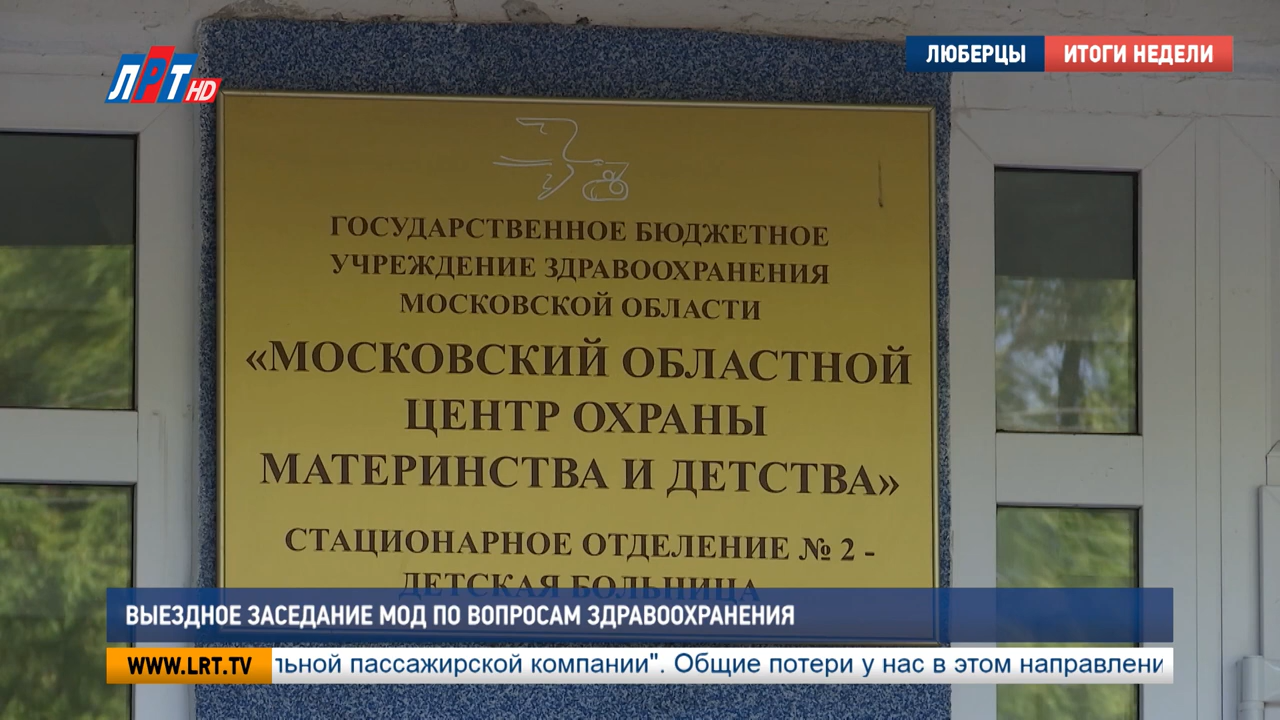 ЛРТ HD
ЛЮБЕРЦЫ ИТОГИ НЕДЕЛИ
ГОСУДАРСТВЕННОЕ БЮДЖЕТНОЕ
УЧРЕЖДЕНИЕ ЗДРАВООХРАНЕНИЯ
МОСКОВСКОЙ ОБЛАСТИ
«МОСКОВСКИЙ ОБЛАСТНОЙ
ЦЕНТР ОХРАНЫ
МАТЕРИНСТВА И ДЕТСТВА»
СТАЦИОНАРНОЕ ОТДЕЛЕНИЕ № 2 -
ДЕТСКАЯ БОЛЬНИЦА
ВЫЕЗДНОЕ ЗАСЕДАНИЕ МОД ПО ВОПРОСАМ ЗДРАВООХРАНЕНИЯ
WWW.LRT.TV льной пассажирской компании". Общие потери у нас в этом направлени